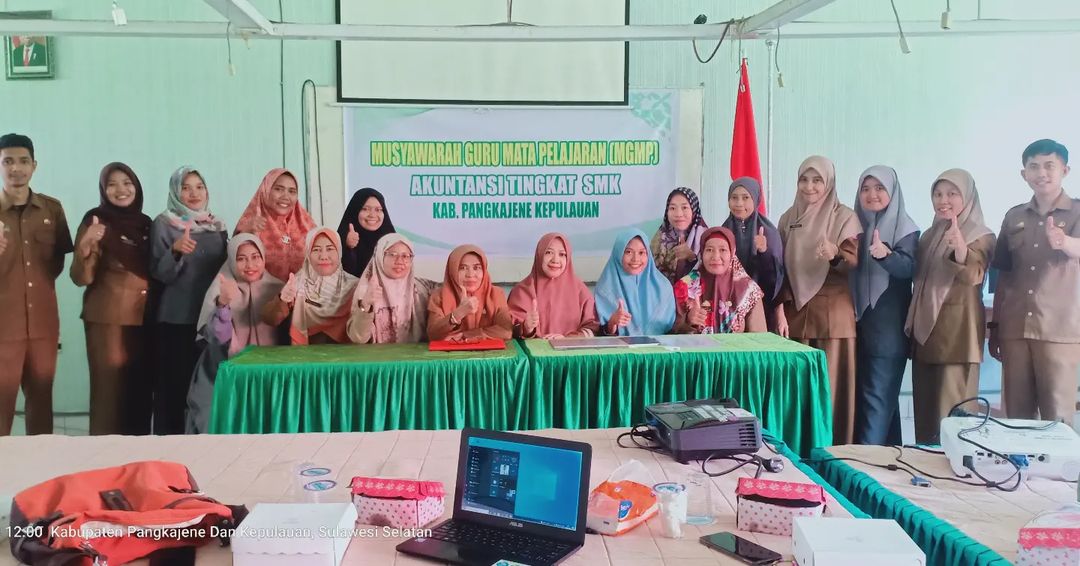 MUSYAWARAH GURU MATA PELAJARAN (MGMP)
AKUNTANSI TINGKAT SMK
KAB. PANGKAJENE KEPULAUAN
ASUS
12:00 Kabupaten Pangkajene Dan Kepulauan, Sulawesi Selatan